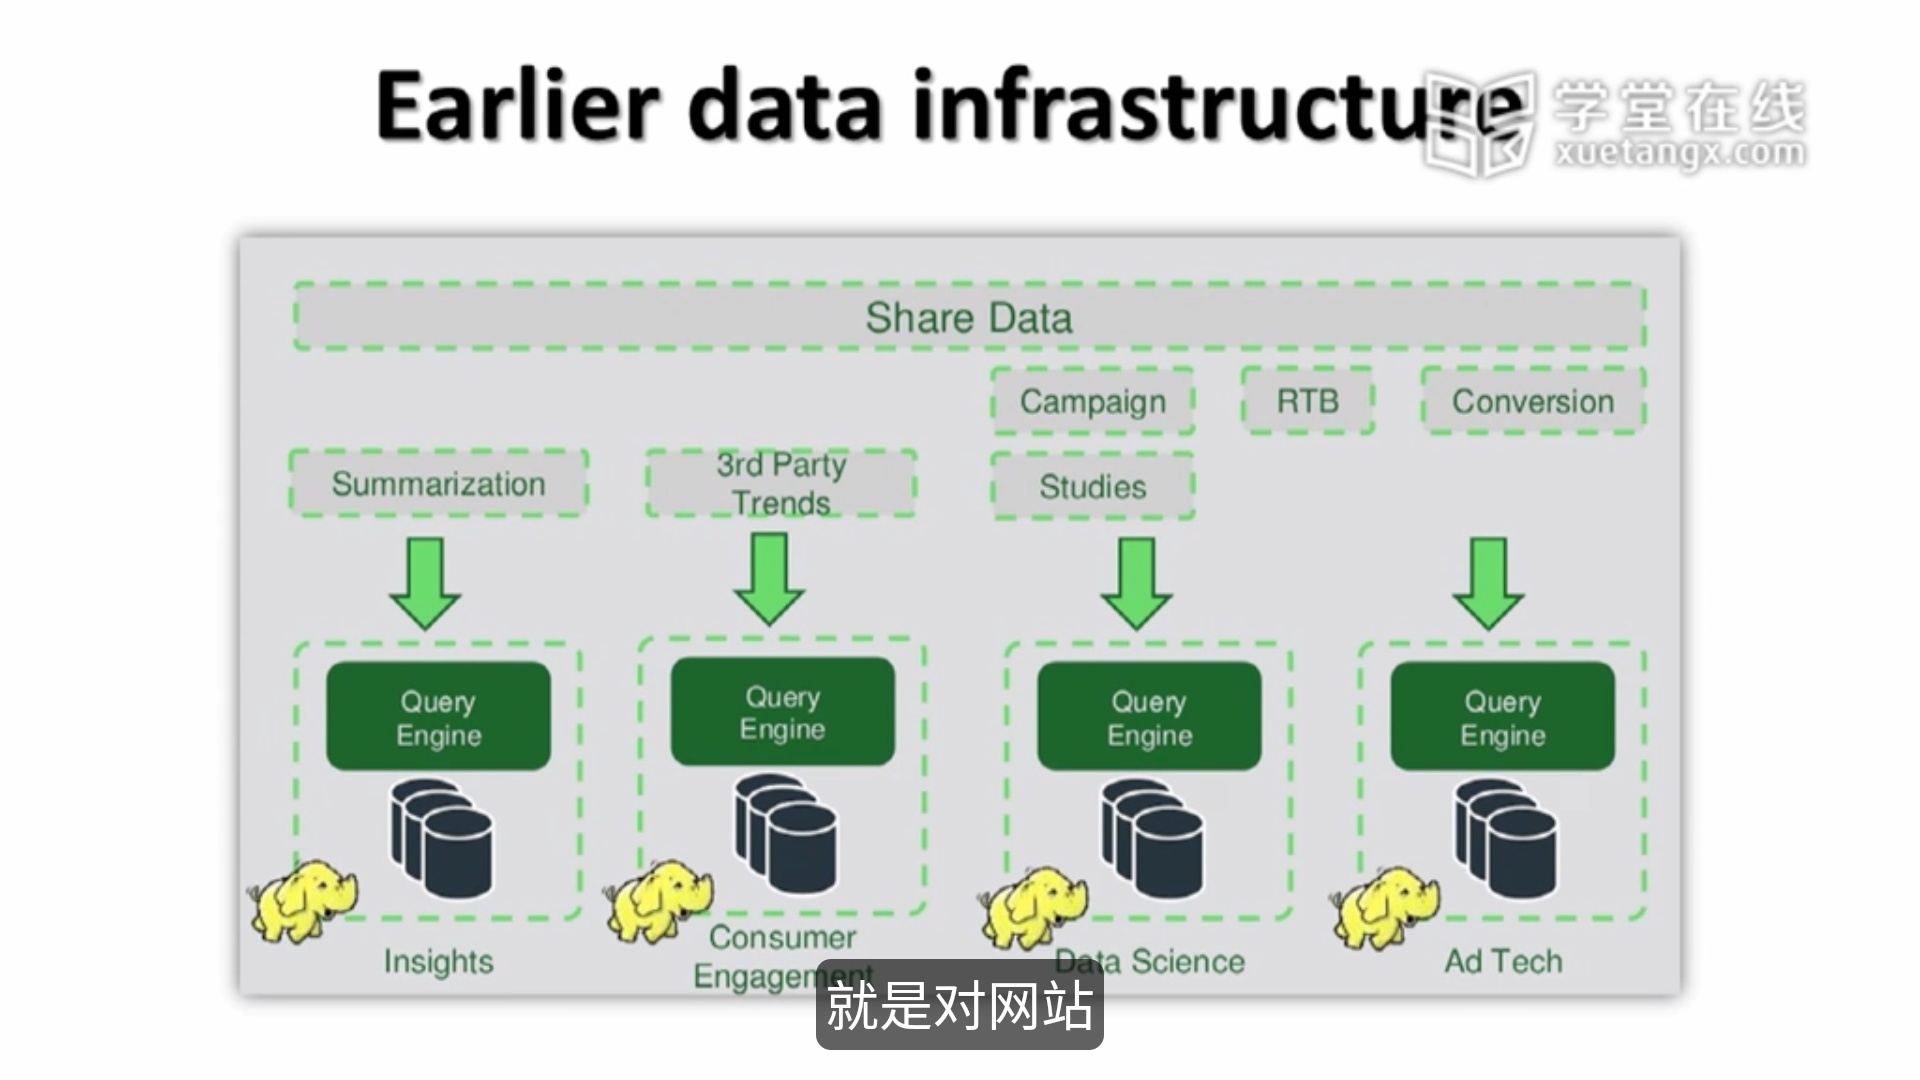 Earlier data infrastructure
学堂在线
xuetangx.com
Share Data
Campaign
RTB
Conversion
Summarization
3rd Party
Trends
Studies
Query
Engine
Query
Engine
Query
Engine
Query
Engine
Insights
Consumer
Engagement
Data Science
Ad Tech
就是对网站